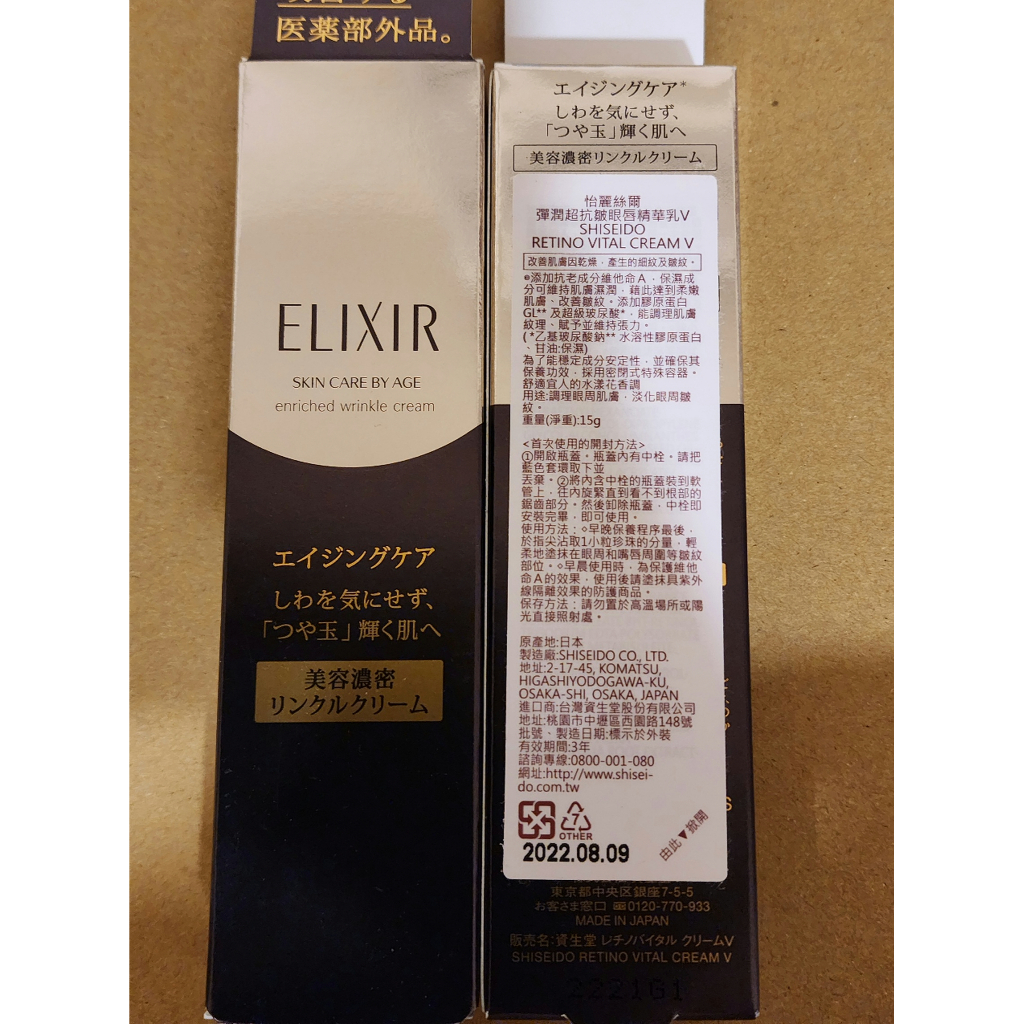 医薬部外品。
ELIXIR
SKIN CARE BY AGE
enriched wrinkle cream
エイジングケア
しわを気にせず、
「つや玉」輝く肌へ
美容濃密
リンクルクリーム
エイジングケア*
しわを気にせず、
「つや玉」輝く肌へ
美容濃密リンクルクリーム
怡麗絲爾
彈潤超抗皺眼唇精華乳V
SHISEIDO
RETINO VITAL CREAM V
改善肌膚因乾燥，產生的細紋及皺紋。
※添加抗老成分維他命A，保濕成
分可維持肌膚濕潤，藉此達到柔嫩
肌膚、改善皺紋。添加膠原蛋白
GL** 及超級玻尿酸*，能調理肌膚
紋理、賦予並維持張力。
( *乙基玻尿酸鈉** 水溶性膠原蛋白
、甘油:保濕)
為了能穩定成分安定性，並確保其
保養功效，採用密閉式特殊容器。
舒適宜人的水漾花香調
用途:調理眼周肌膚，淡化眼周皺
紋。
重量(淨重):15g
<首次使用的開封方法>
①開啟瓶蓋。瓶蓋內有中栓。請把
藍色套環取下並
丟棄。②將內含中栓的瓶蓋裝到軟
管上，往內旋緊直到看不到根部的
鋸齒部分。然後卸除瓶蓋，中栓即
安裝完畢，即可使用。
使用方法：◇早晚保養程序最後，
於指尖沾取1小粒珍珠的分量，輕
柔地塗抹在眼周和嘴唇周圍等皺紋
部位。◇早晨使用時，為保護維他
命A的效果，使用後請塗抹具紫外
線隔離效果的防護商品。
保存方法：請勿置於高溫場所或陽
光直接照射處。
原產地:日本
製造廠:SHISEIDO CO., LTD.
地址:2-17-45, KOMATSU,
HIGASHIYODOGAWA-KU,
OSAKA-SHI, OSAKA, JAPAN
進口商:台灣資生堂股份有限公司
地址:桃園市中壢區西園路148號
批號、製造日期:標示於外裝
有效期間:3年
諮詢專線:0800-001-080
網址:http://www.shisei-
do.com.tw
7
OTHER
2022.08.09
由此▼掀開
東京都中央区銀座7-5-5
お客さま窓口 0120-770-933
MADE IN JAPAN
販売名:資生堂 レチノバイタル クリームV
SHISEIDO RETINO VITAL CREAM V
2221G1